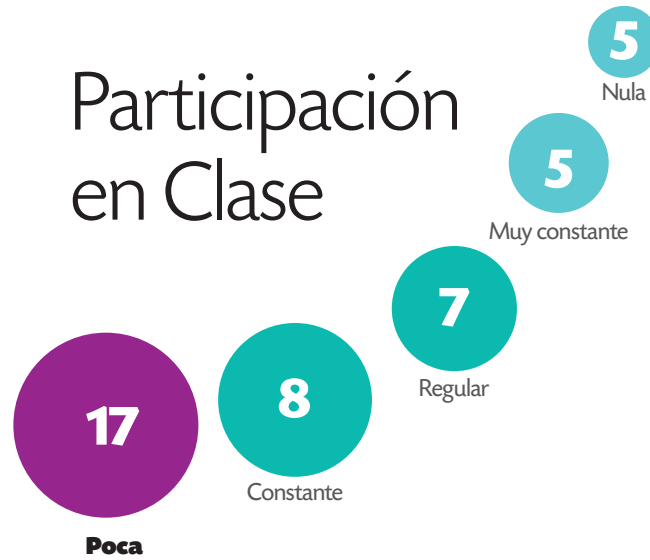 Participación
en Clase
5
Nula
5
Muy constante
7
Regular
8
Constante
17
Poca